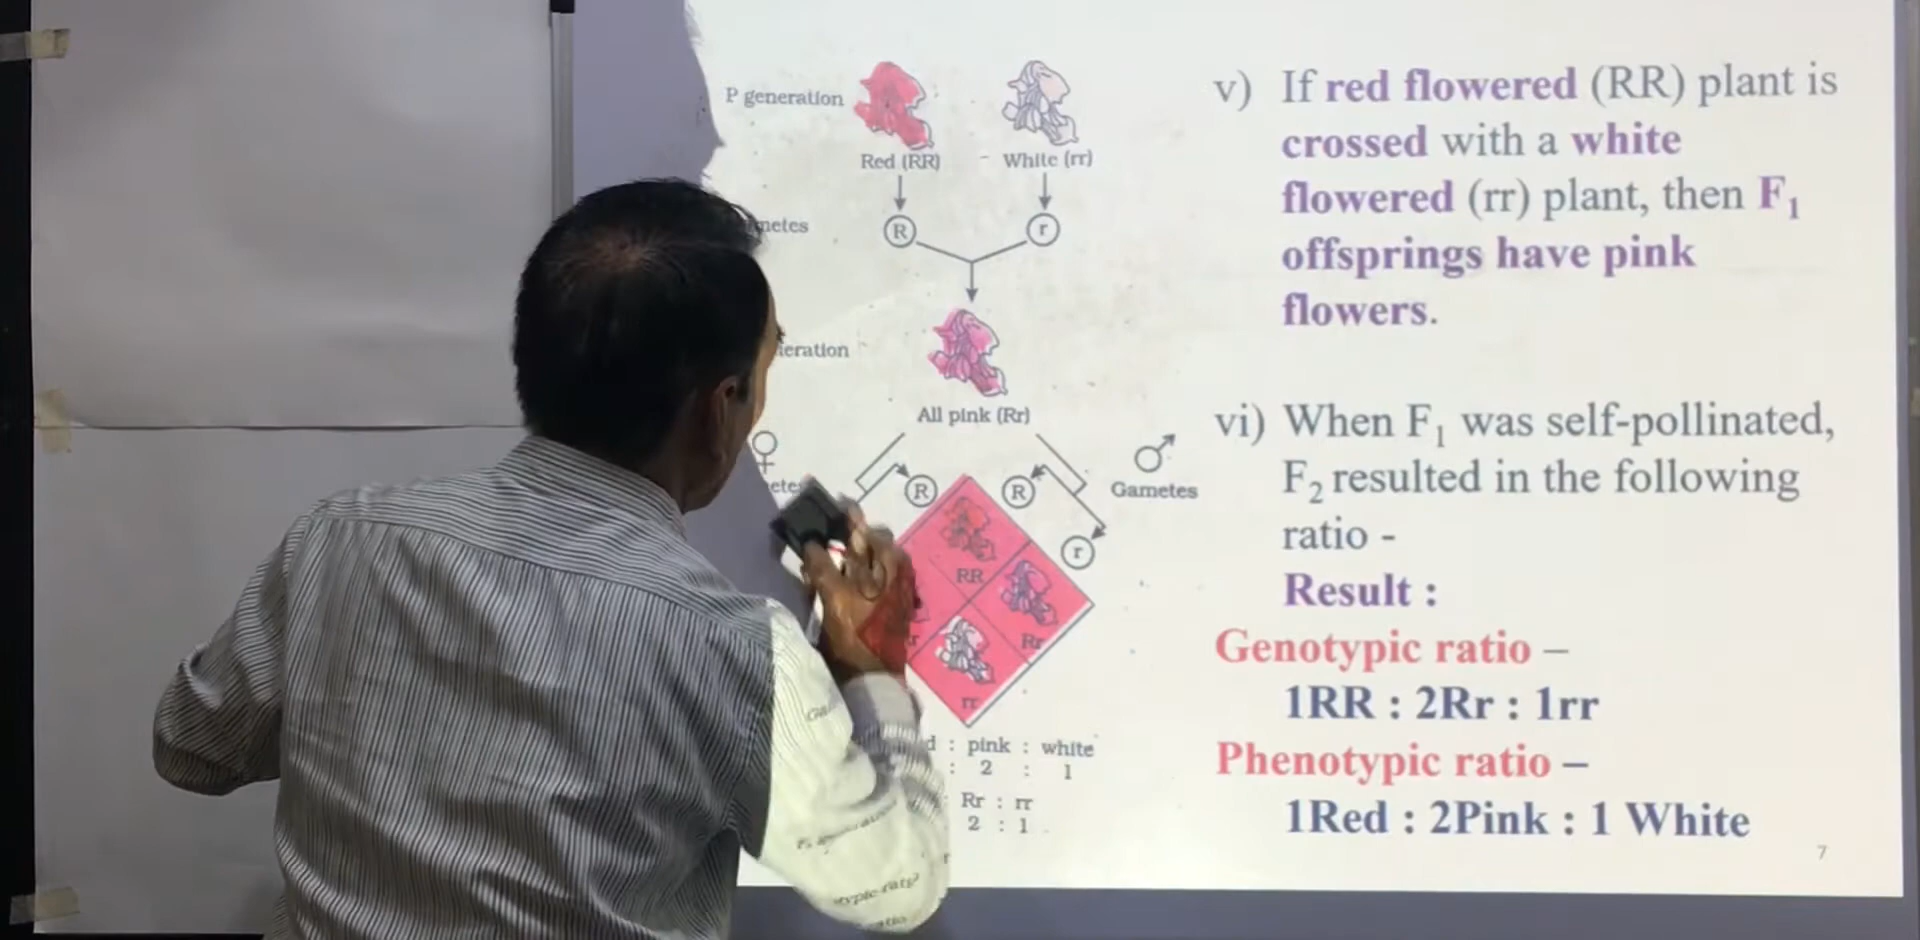 P generation
Red (RR)
White (rr)
R
r
All pink (Rr)
R
R
Gametes
r
RR
Rr
rr
: pink : white
: 2 : 1
Rr : rr
2 : 1
v) If red flowered (RR) plant is
crossed with a white
flowered (rr) plant, then F1
offsprings have pink
flowers.
vi) When F1 was self-pollinated,
F2 resulted in the following
ratio -
Result :
Genotypic ratio –
1RR : 2Rr : 1rr
Phenotypic ratio –
1Red : 2Pink : 1 White
7